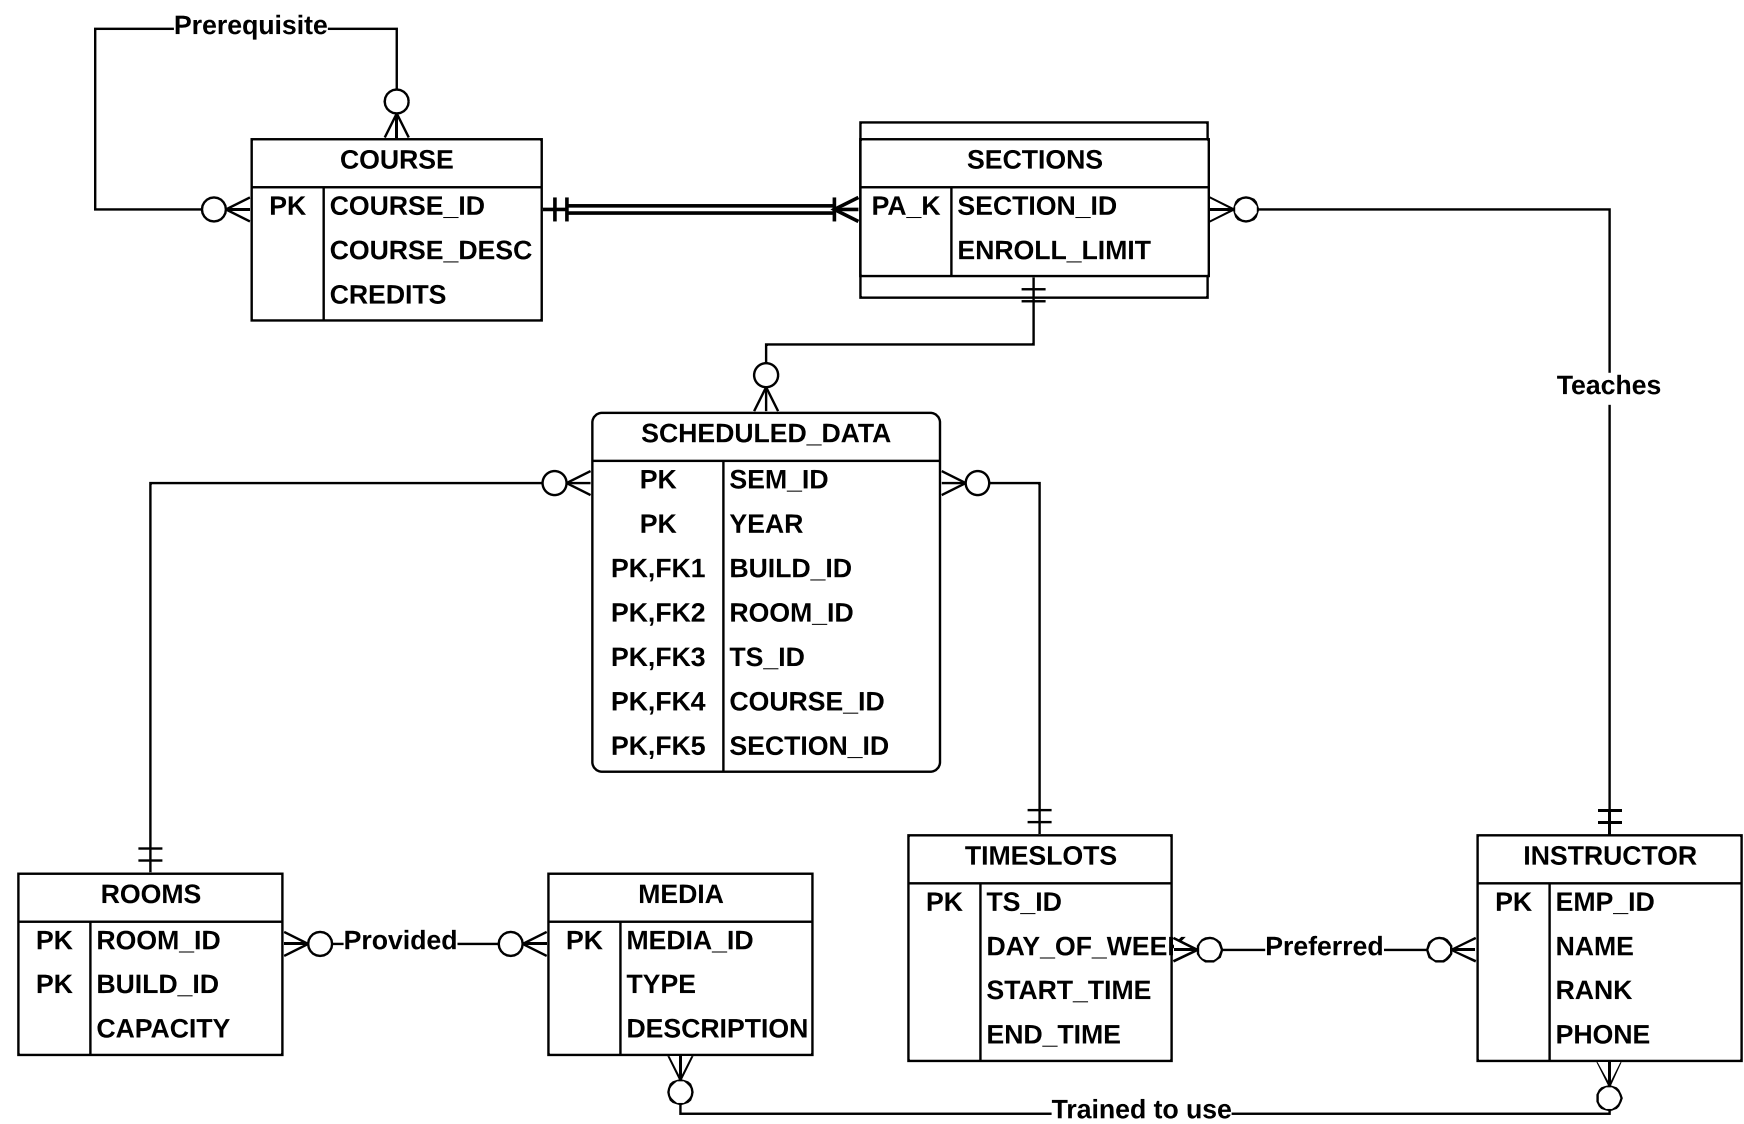 Prerequisite
COURSE
PK COURSE_ID
COURSE_DESC
CREDITS
SECTIONS
PA_K SECTION_ID
ENROLL_LIMIT
Teaches
SCHEDULED_DATA
PK SEM_ID
PK YEAR
PK,FK1 BUILD_ID
PK,FK2 ROOM_ID
PK,FK3 TS_ID
PK,FK4 COURSE_ID
PK,FK5 SECTION_ID
ROOMS
PK ROOM_ID
PK BUILD_ID
CAPACITY
Provided
MEDIA
PK MEDIA_ID
TYPE
DESCRIPTION
TIMESLOTS
PK TS_ID
DAY_OF_WEEK
START_TIME
END_TIME
Preferred
INSTRUCTOR
PK EMP_ID
NAME
RANK
PHONE
Trained to use